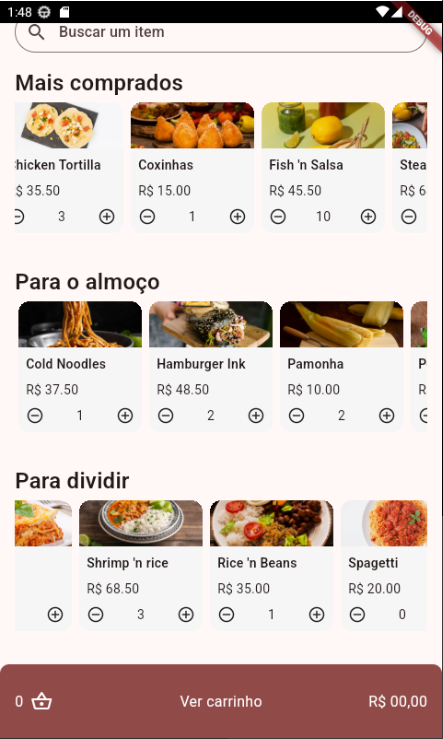 1:48
DEBUG
Buscar um item
Mais comprados
Chicken Tortilla
Coxinhas
Fish 'n Salsa
Stea
$ 35.50
R$ 15.00
R$ 45.50
R$ 6
3
1
10
Para o almoço
Cold Noodles
Hamburger Ink
Pamonha
P
R$ 37.50
R$ 48.50
R$ 10.00
R
1
2
2
Para dividir
Shrimp 'n rice
Rice 'n Beans
Spagetti
R$ 68.50
R$ 35.00
R$ 20.00
3
1
0
0
Ver carrinho
R$ 00,00